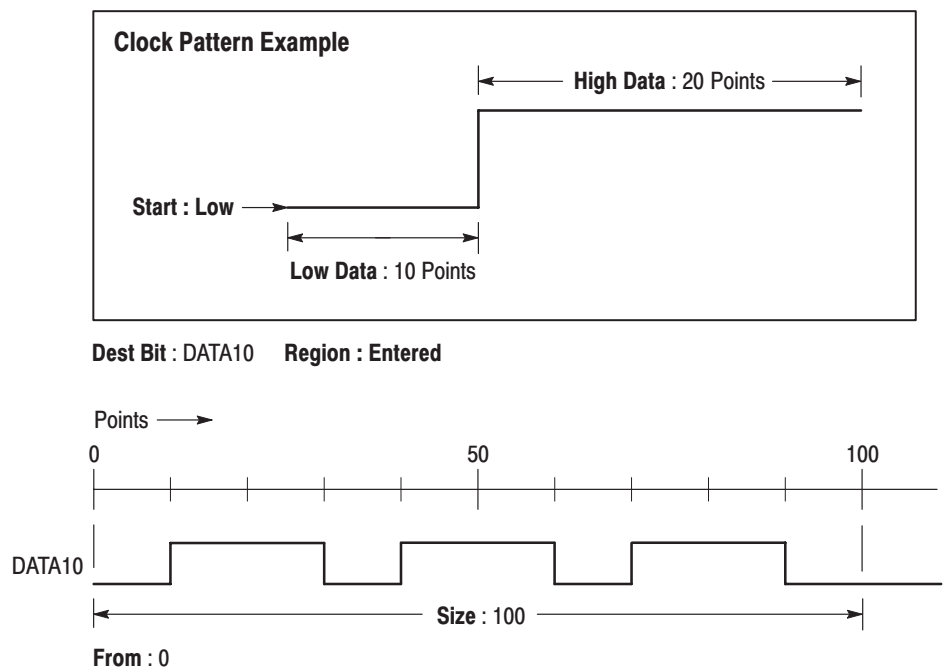 Clock Pattern Example
High Data : 20 Points
Start : Low
Low Data : 10 Points
Dest Bit : DATA10 Region : Entered
Points
0 50 100
DATA10
Size : 100
From : 0